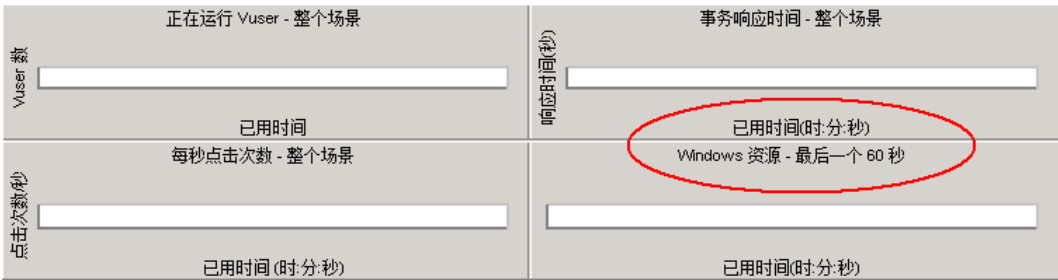 正在运行 Vuser - 整个场景
Vuser 数
已用时间
事务响应时间 - 整个场景
响应时间(秒)
已用时间(时:分:秒)
每秒点击次数 - 整个场景
点击次数/秒
已用时间 (时:分:秒)
Windows 资源 - 最后一个 60 秒
已用时间(时:分:秒)